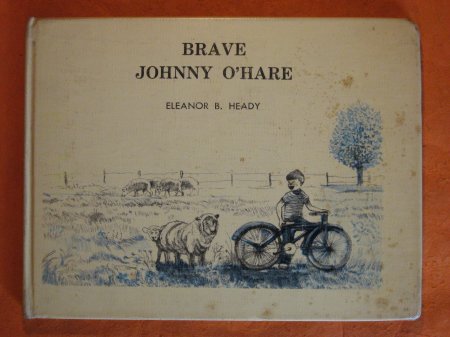 BRAVE
JOHNNY O'HARE
ELEANOR B. HEADY